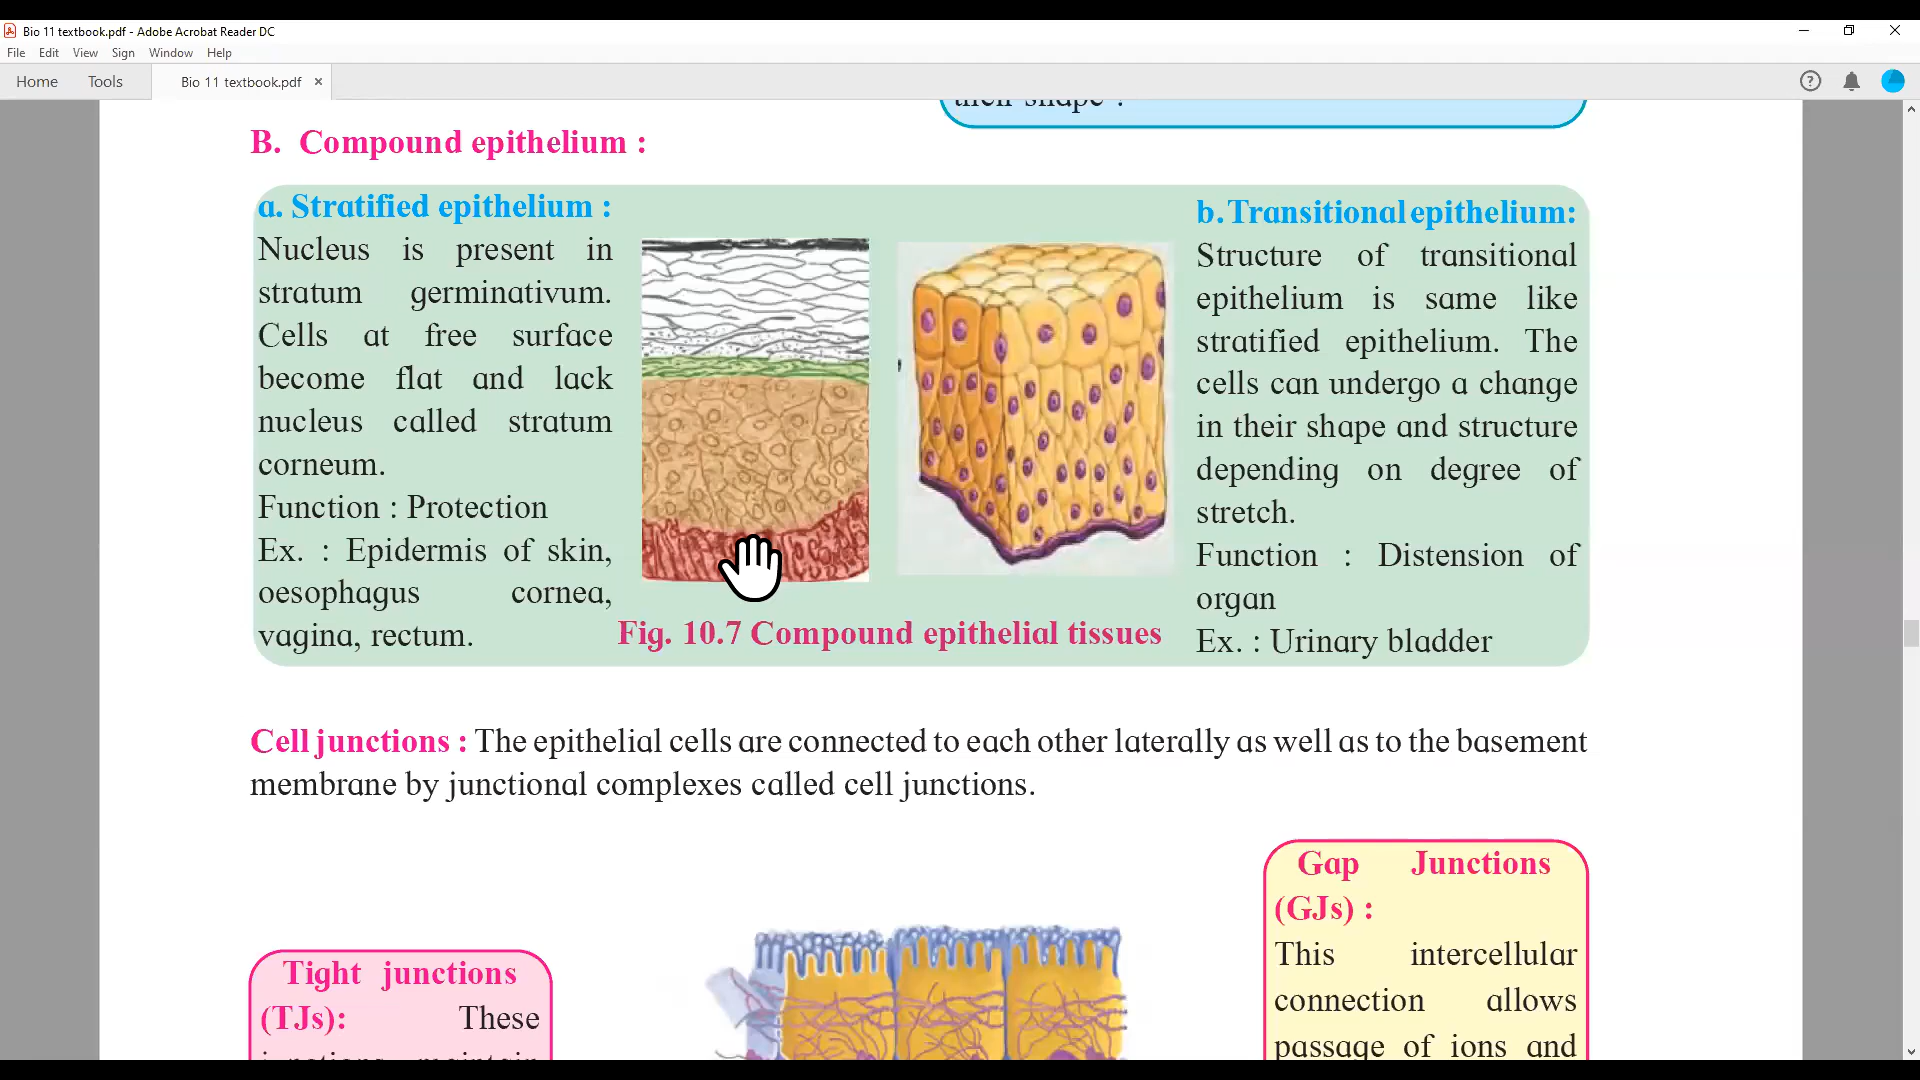 Bio 11 textbook.pdf - Adobe Acrobat Reader DC
File Edit View Sign Window Help
Home Tools Bio 11 textbook.pdf ×
their shape ?
B. Compound epithelium :
a. Stratified epithelium :
Nucleus is present in
stratum germinativum.
Cells at free surface
become flat and lack
nucleus called stratum
corneum.
Function : Protection
Ex. : Epidermis of skin,
oesophagus cornea,
vagina, rectum.
Fig. 10.7 Compound epithelial tissues
b. Transitional epithelium:
Structure of transitional
epithelium is same like
stratified epithelium. The
cells can undergo a change
in their shape and structure
depending on degree of
stretch.
Function : Distension of
organ
Ex. : Urinary bladder
Cell junctions : The epithelial cells are connected to each other laterally as well as to the basement
membrane by junctional complexes called cell junctions.
Tight junctions
(TJs): These
Gap Junctions
(GJs) :
This intercellular
connection allows
passage of ions and